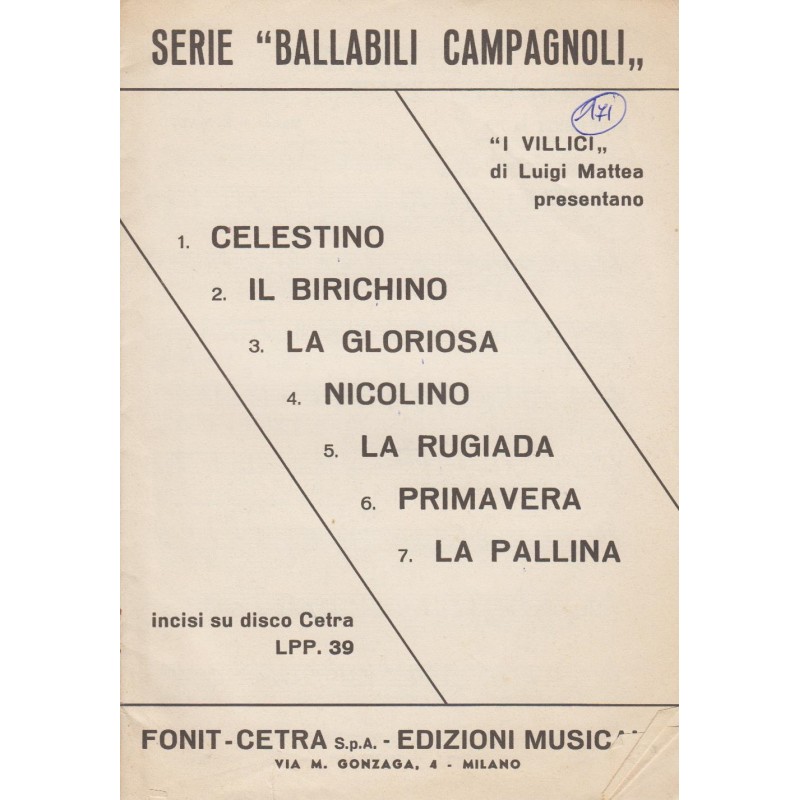 SERIE “BALLABILI CAMPAGNOLI„
171
“I VILLICI„
di Luigi Mattea
presentano
1. CELESTINO
2. IL BIRICHINO
3. LA GLORIOSA
4. NICOLINO
5. LA RUGIADA
6. PRIMAVERA
7. LA PALLINA
incisi su disco Cetra
LPP. 39
FONIT-CETRA S.p.A. - EDIZIONI
VIA M. GONZAGA, 4 - MILANO